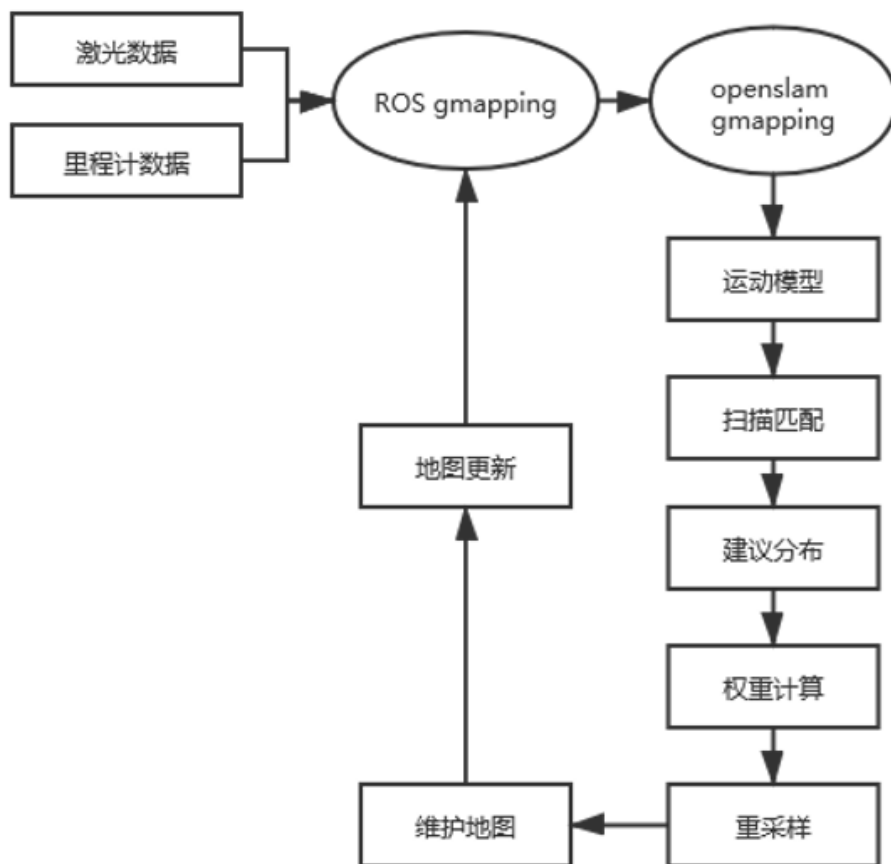 激光数据
里程计数据
ROS gmapping
openslam
gmapping
运动模型
扫描匹配
建议分布
权重计算
重采样
维护地图
地图更新